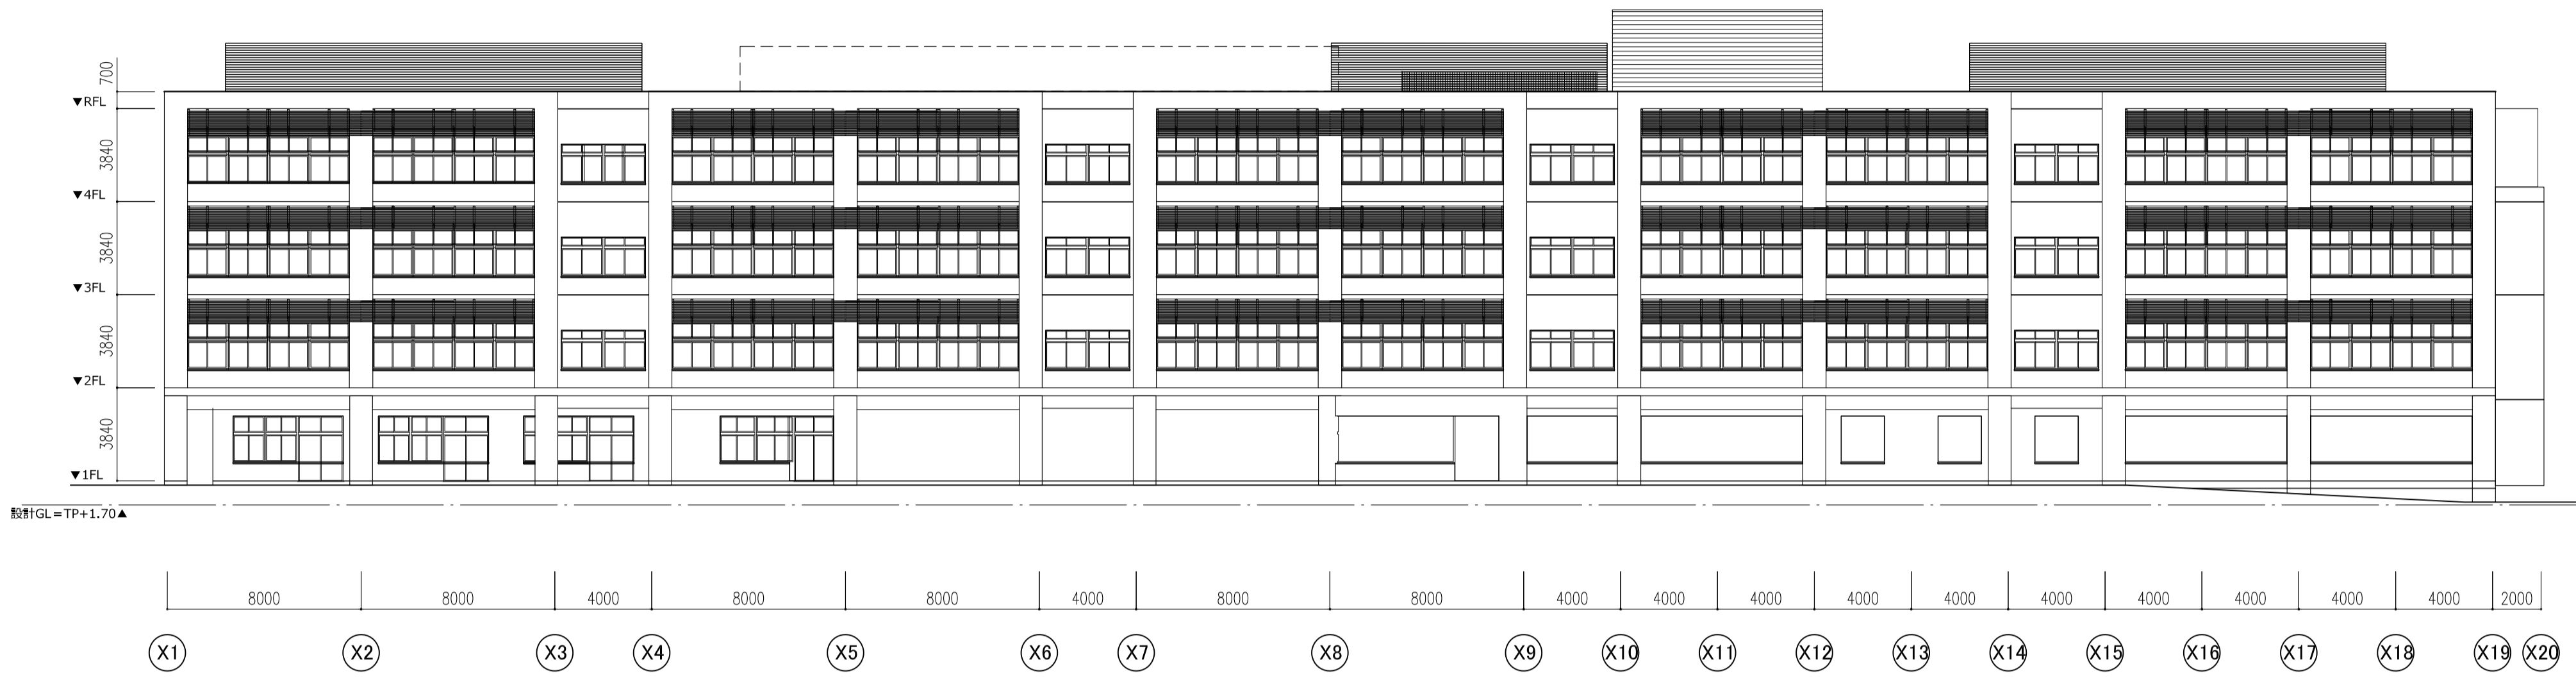 700
▼RFL
3840
▼4FL
3840
▼3FL
3840
▼2FL
3840
▼1FL
設計GL=TP+1.70▲
8000 8000 4000 8000 8000 4000 8000 8000 4000 4000 4000 4000 4000 4000 4000 4000 4000 4000 2000
X1 X2 X3 X4 X5 X6 X7 X8 X9 X10 X11 X12 X13 X14 X15 X16 X17 X18 X19 X20